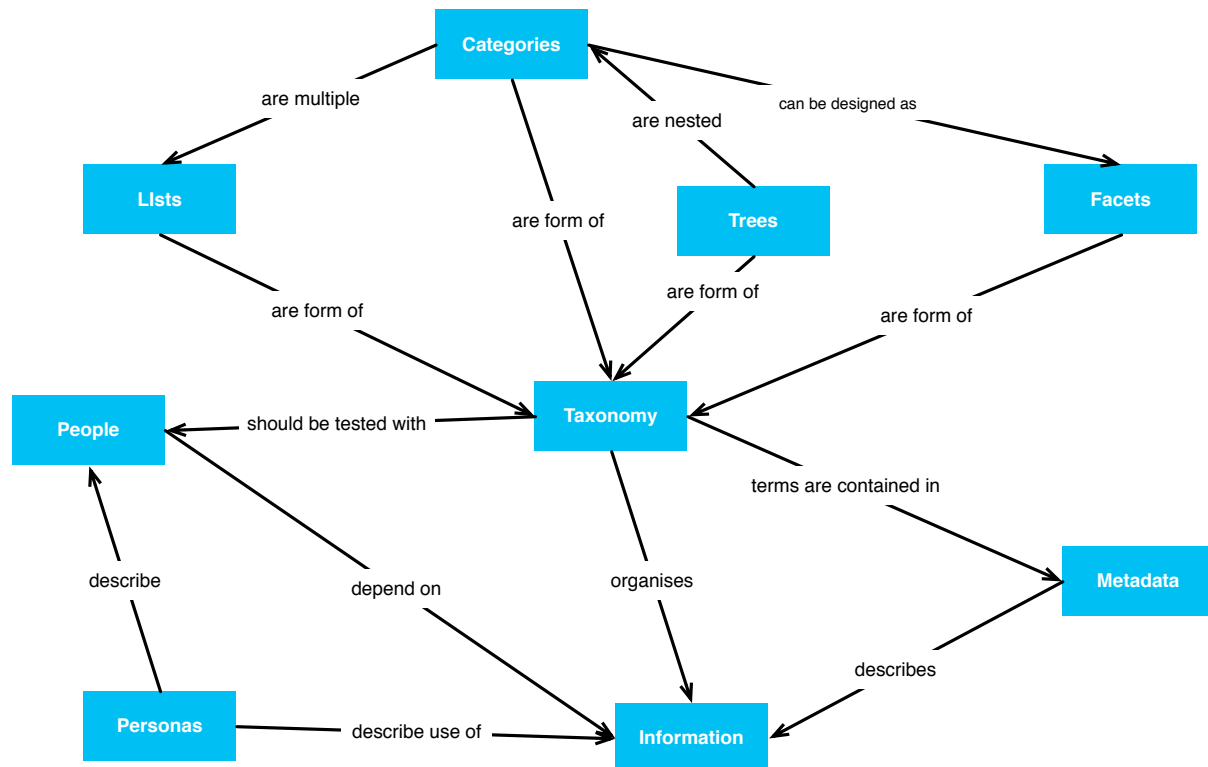 Categories
are multiple
can be designed as
are nested
LIsts
Facets
are form of
Trees
are form of
are form of
are form of
Taxonomy
People
should be tested with
terms are contained in
describe
depend on
organises
Metadata
describes
Personas
describe use of
Information